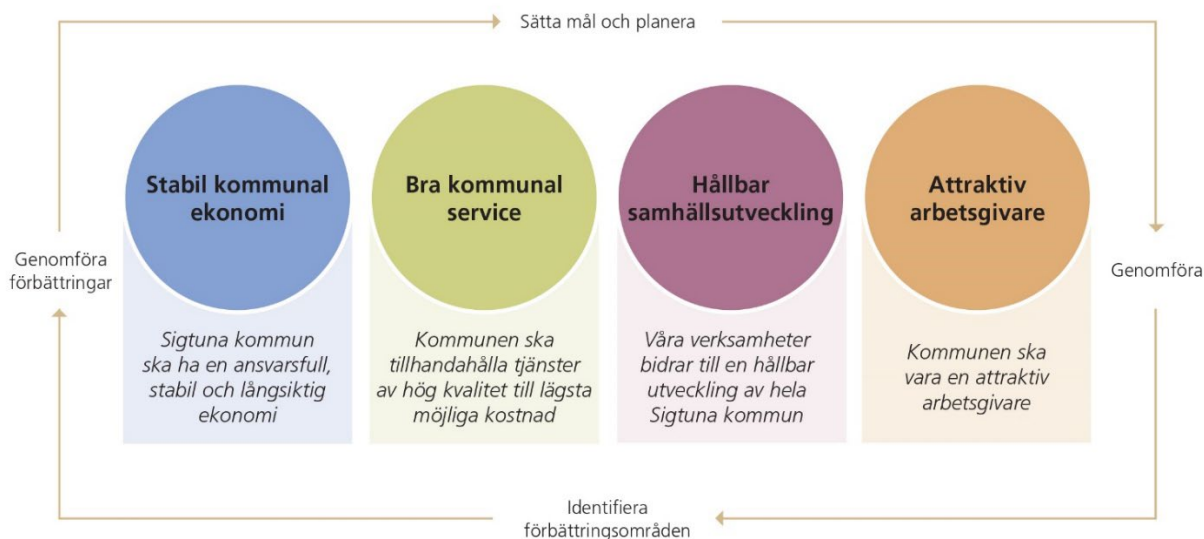 Sätta mål och planera
Stabil kommunal
ekonomi
Bra kommunal
service
Hållbar
samhällsutveckling
Attraktiv
arbetsgivare
Genomföra
förbättringar
Genomföra
Sigtuna kommun
ska ha en ansvarsfull,
stabil och långsiktig
ekonomi
Kommunen ska
tillhandahålla tjänster
av hög kvalitet till lägsta
möjliga kostnad
Våra verksamheter
bidrar till en hållbar
utveckling av hela
Sigtuna kommun
Kommunen ska
vara en attraktiv
arbetsgivare
Identifiera
förbättringsområden